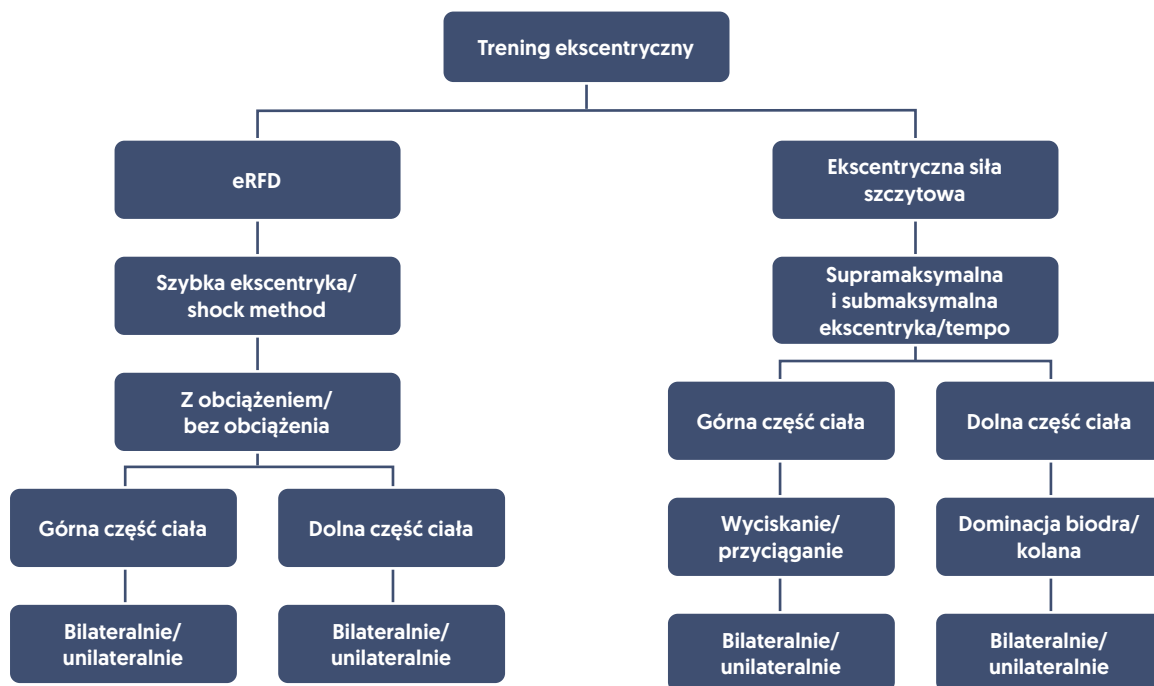 Trening ekscentryczny
eRFD
Ekscentryczna siła
szczytowa
Szybka ekscentryka/
shock method
Supramaksymalna
i submaksymalna
ekscentryka/tempo
Z obciążeniem/
bez obciążenia
Górna część ciała
Dolna część ciała
Górna część ciała
Dolna część ciała
Wyciskanie/
przyciąganie
Dominacja biodra/
kolana
Bilateralnie/
unilateralnie
Bilateralnie/
unilateralnie
Bilateralnie/
unilateralnie
Bilateralnie/
unilateralnie